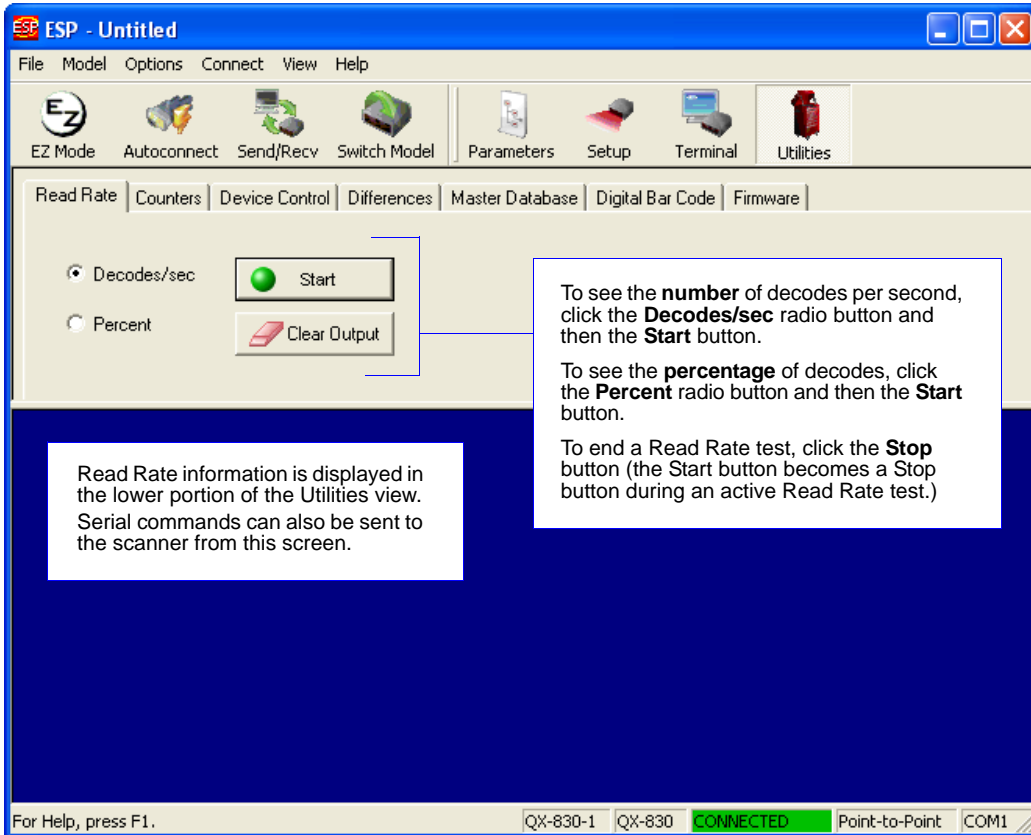 ESP - Untitled
File Model Options Connect View Help
EZ Mode Autoconnect Send/Recv Switch Model Parameters Setup Terminal Utilities
Read Rate Counters Device Control Differences Master Database Digital Bar Code Firmware
Decodes/sec Start
Percent Clear Output
To see the number of decodes per second,
click the Decodes/sec radio button and
then the Start button.
To see the percentage of decodes, click
the Percent radio button and then the Start
button.
To end a Read Rate test, click the Stop
button (the Start button becomes a Stop
button during an active Read Rate test.)
Read Rate information is displayed in
the lower portion of the Utilities view.
Serial commands can also be sent to
the scanner from this screen.
For Help, press F1. QX-830-1 QX-830 CONNECTED Point-to-Point COM1